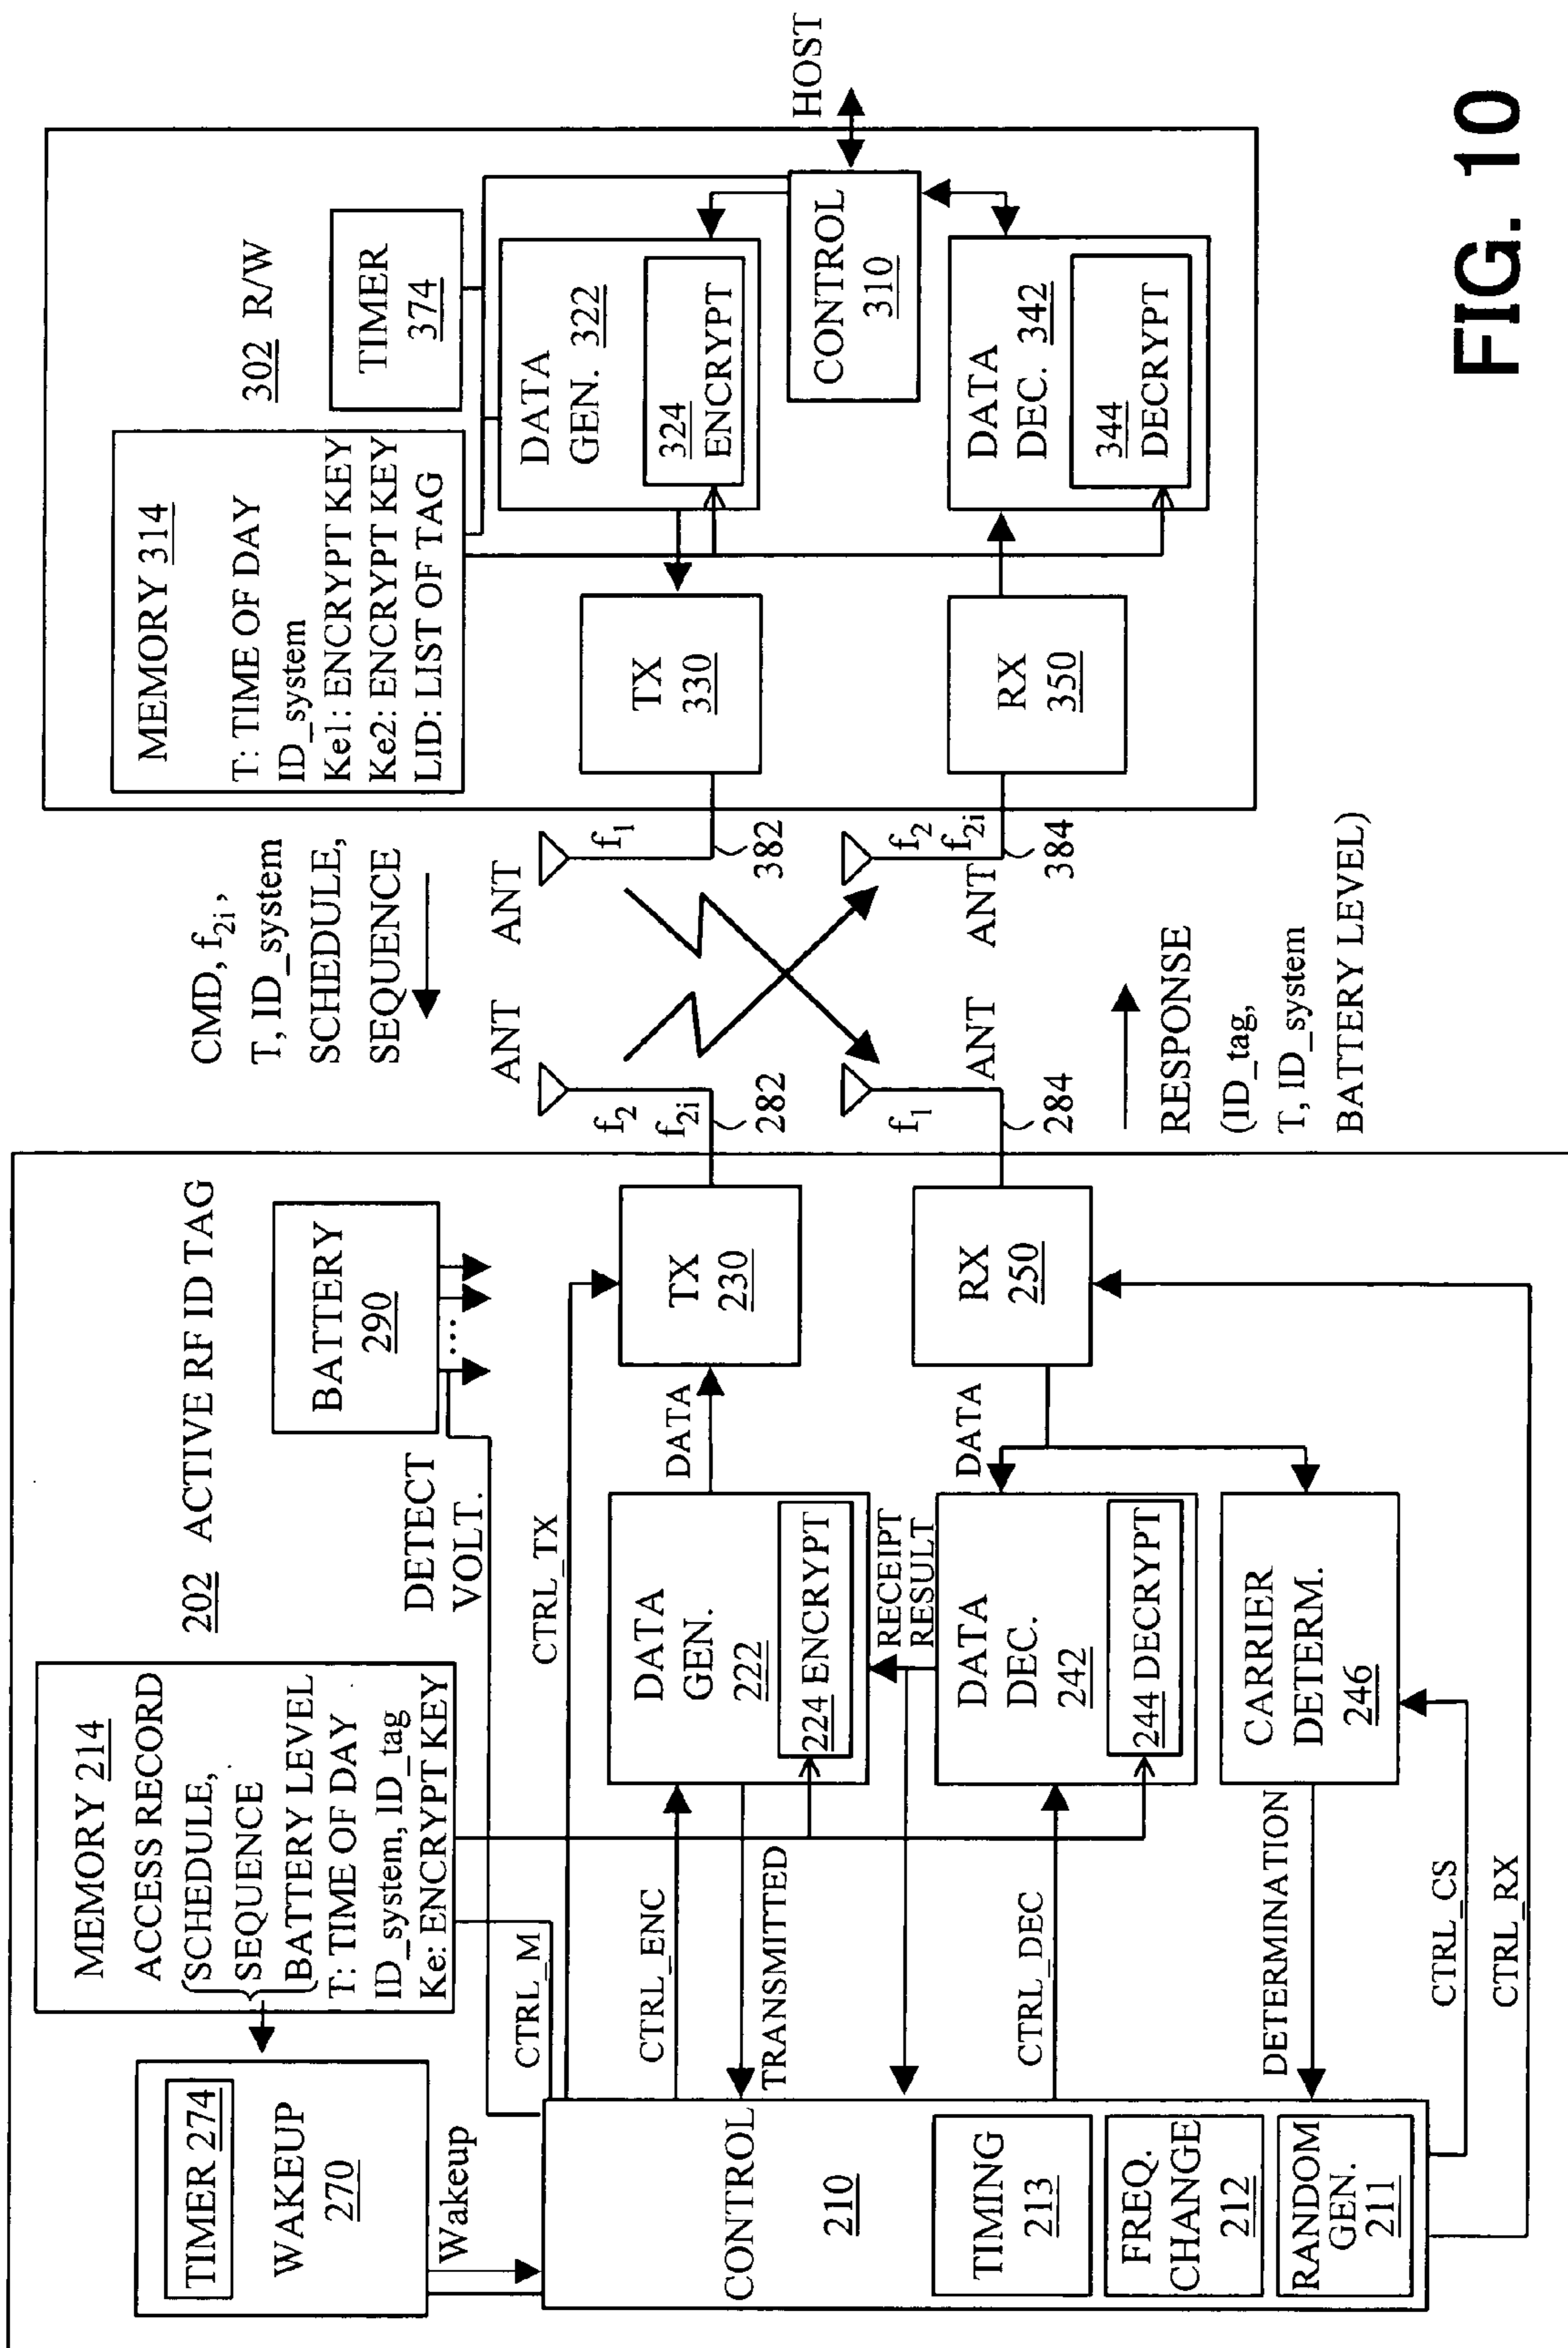 202 ACTIVE RF ID TAG
TIMER 274
WAKEUP
270
Wakeup
MEMORY 214
ACCESS RECORD
SCHEDULE,
SEQUENCE
BATTERY LEVEL
T: TIME OF DAY
ID_system, ID_tag
Ke: ENCRYPT KEY
BATTERY
290
...
DETECT
VOLT.
CTRL_M
CTRL_TX
CTRL_ENC
TRANSMITTED
CTRL_DEC
DETERMINATION
CTRL_CS
CTRL_RX
CONTROL
210
TIMING
213
FREQ.
CHANGE
212
RANDOM
GEN.
211
DATA
GEN.
222
224 ENCRYPT
RECEIPT
RESULT
DATA
DEC.
242
244 DECRYPT
CARRIER
DETERM.
246
DATA
DATA
TX
230
RX
250
f2
f2i
282
ANT
f1
284
ANT
CMD, f2i,
T, ID_system
SCHEDULE,
SEQUENCE
RESPONSE
(ID_tag,
T, ID_system
BATTERY LEVEL)
ANT
f1
382
ANT
f2
f2i
384
302 R/W
MEMORY 314
T: TIME OF DAY
ID_system
Ke1: ENCRYPT KEY
Ke2: ENCRYPT KEY
LID: LIST OF TAG
TIMER
374
TX
330
RX
350
DATA
GEN. 322
324
ENCRYPT
DATA
DEC. 342
344
DECRYPT
CONTROL
310
HOST
FIG. 10